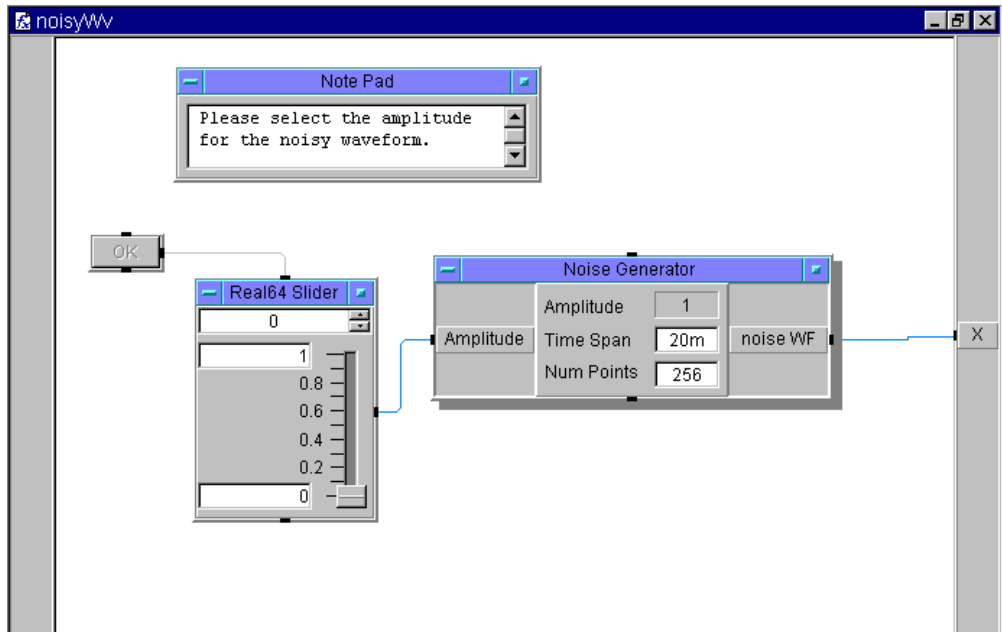 noisyWv
Note Pad
Please select the amplitude
for the noisy waveform.
OK
Real64 Slider
0
1
0.8
0.6
0.4
0.2
0
Noise Generator
Amplitude
Amplitude 1
Time Span 20m
Num Points 256
noise WF
X